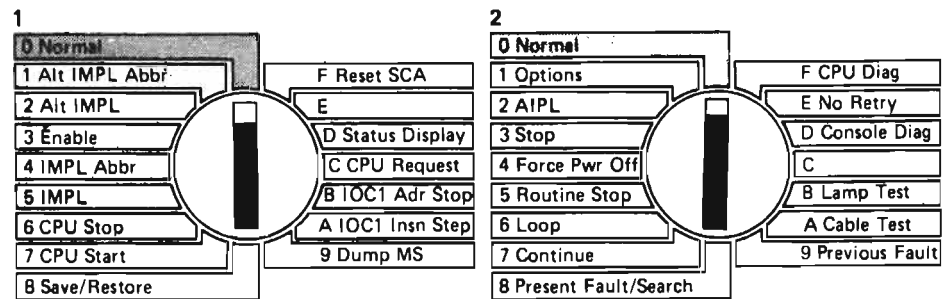 1
0 Normal
1 Alt IMPL Abbr
2 Alt IMPL
3 Enable
4 IMPL Abbr
5 IMPL
6 CPU Stop
7 CPU Start
8 Save/Restore
F Reset SCA
E
D Status Display
C CPU Request
B IOC1 Adr Stop
A IOC1 Insn Step
9 Dump MS
2
0 Normal
1 Options
2 AIPL
3 Stop
4 Force Pwr Off
5 Routine Stop
6 Loop
7 Continue
8 Present Fault/Search
F CPU Diag
E No Retry
D Console Diag
C
B Lamp Test
A Cable Test
9 Previous Fault